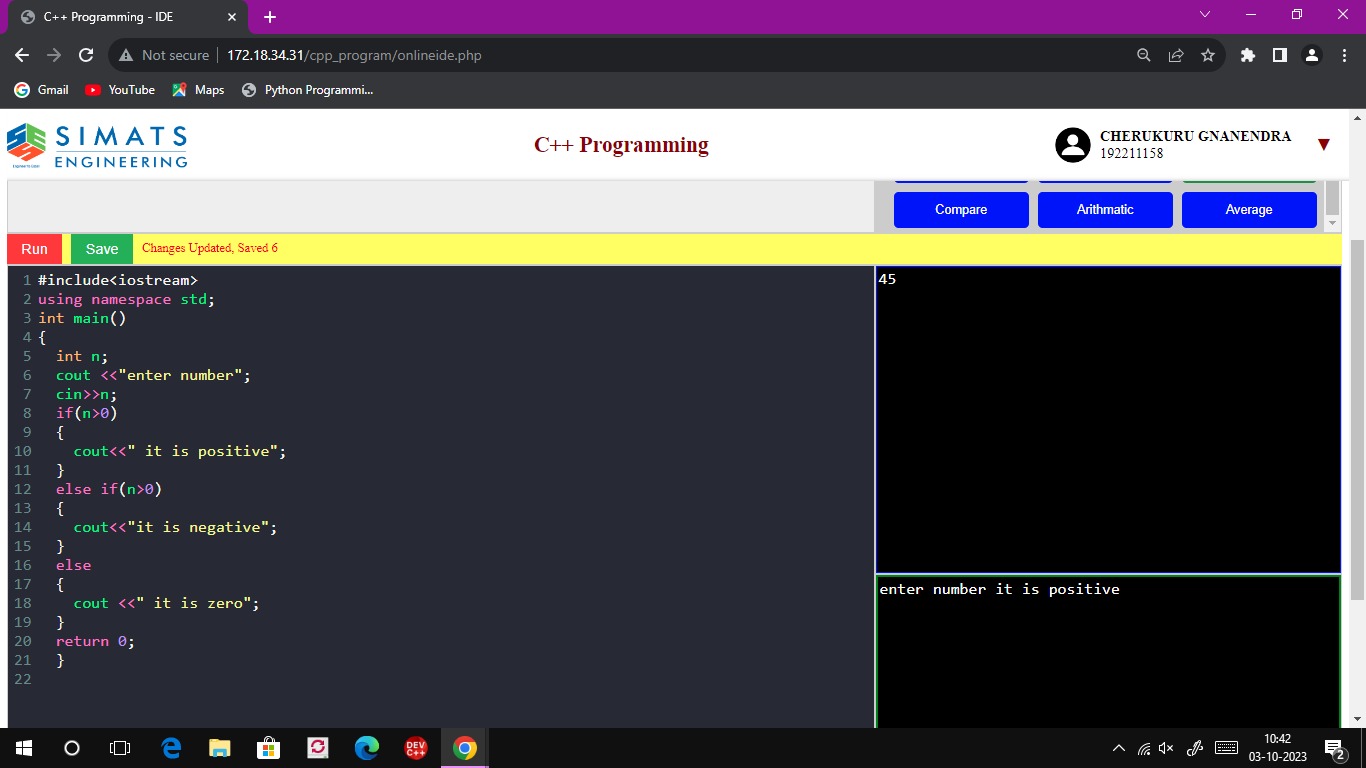 C++ Programming - IDE
Not secure 172.18.34.31/cpp_program/onlineide.php
Gmail YouTube Maps Python Programmi...
SIMATS
ENGINEERING
C++ Programming
CHERUKURU GNANENDRA
192211158
Compare Arithmatic Average
Run Save Changes Updated, Saved 6
1 #include<iostream>
2 using namespace std;
3 int main()
4 {
5 int n;
6 cout <<"enter number";
7 cin>>n;
8 if(n>0)
9 {
10 cout<<" it is positive";
11 }
12 else if(n>0)
13 {
14 cout<<"it is negative";
15 }
16 else
17 {
18 cout <<" it is zero";
19 }
20 return 0;
21 }
22
45
enter number it is positive
DEV
C++
10:42
03-10-2023
2